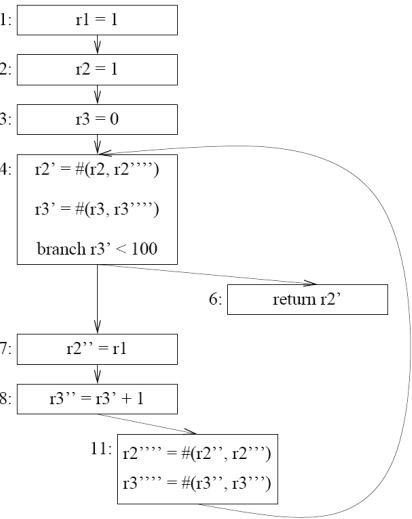 1: r1 = 1
2: r2 = 1
3: r3 = 0
4: r2’ = #(r2, r2’’’’)
r3’ = #(r3, r3’’’’)
branch r3’ < 100
6: return r2’
7: r2’’ = r1
8: r3’’ = r3’ + 1
11: r2’’’’ = #(r2’’, r2’’’)
r3’’’’ = #(r3’’, r3’’’)